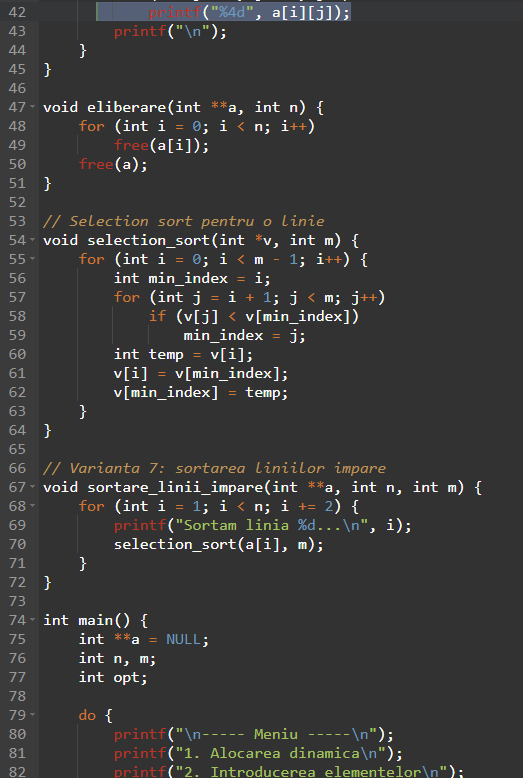 42 printf("%4d", a[i][j]);
43 printf("\n");
44 }
45 }
46
47 void eliberare(int **a, int n) {
48 for (int i = 0; i < n; i++)
49 free(a[i]);
50 free(a);
51 }
52
53 // Selection sort pentru o linie
54 void selection_sort(int *v, int m) {
55 for (int i = 0; i < m - 1; i++) {
56 int min_index = i;
57 for (int j = i + 1; j < m; j++)
58 if (v[j] < v[min_index])
59 min_index = j;
60 int temp = v[i];
61 v[i] = v[min_index];
62 v[min_index] = temp;
63 }
64 }
65
66 // Varianta 7: sortarea liniilor impare
67 void sortare_linii_impare(int **a, int n, int m) {
68 for (int i = 1; i < n; i += 2) {
69 printf("Sortam linia %d...\n", i);
70 selection_sort(a[i], m);
71 }
72 }
73
74 int main() {
75 int **a = NULL;
76 int n, m;
77 int opt;
78
79 do {
80 printf("\n----- Meniu -----\n");
81 printf("1. Alocarea dinamica\n");
82 printf("2. Introducerea elementelor\n");